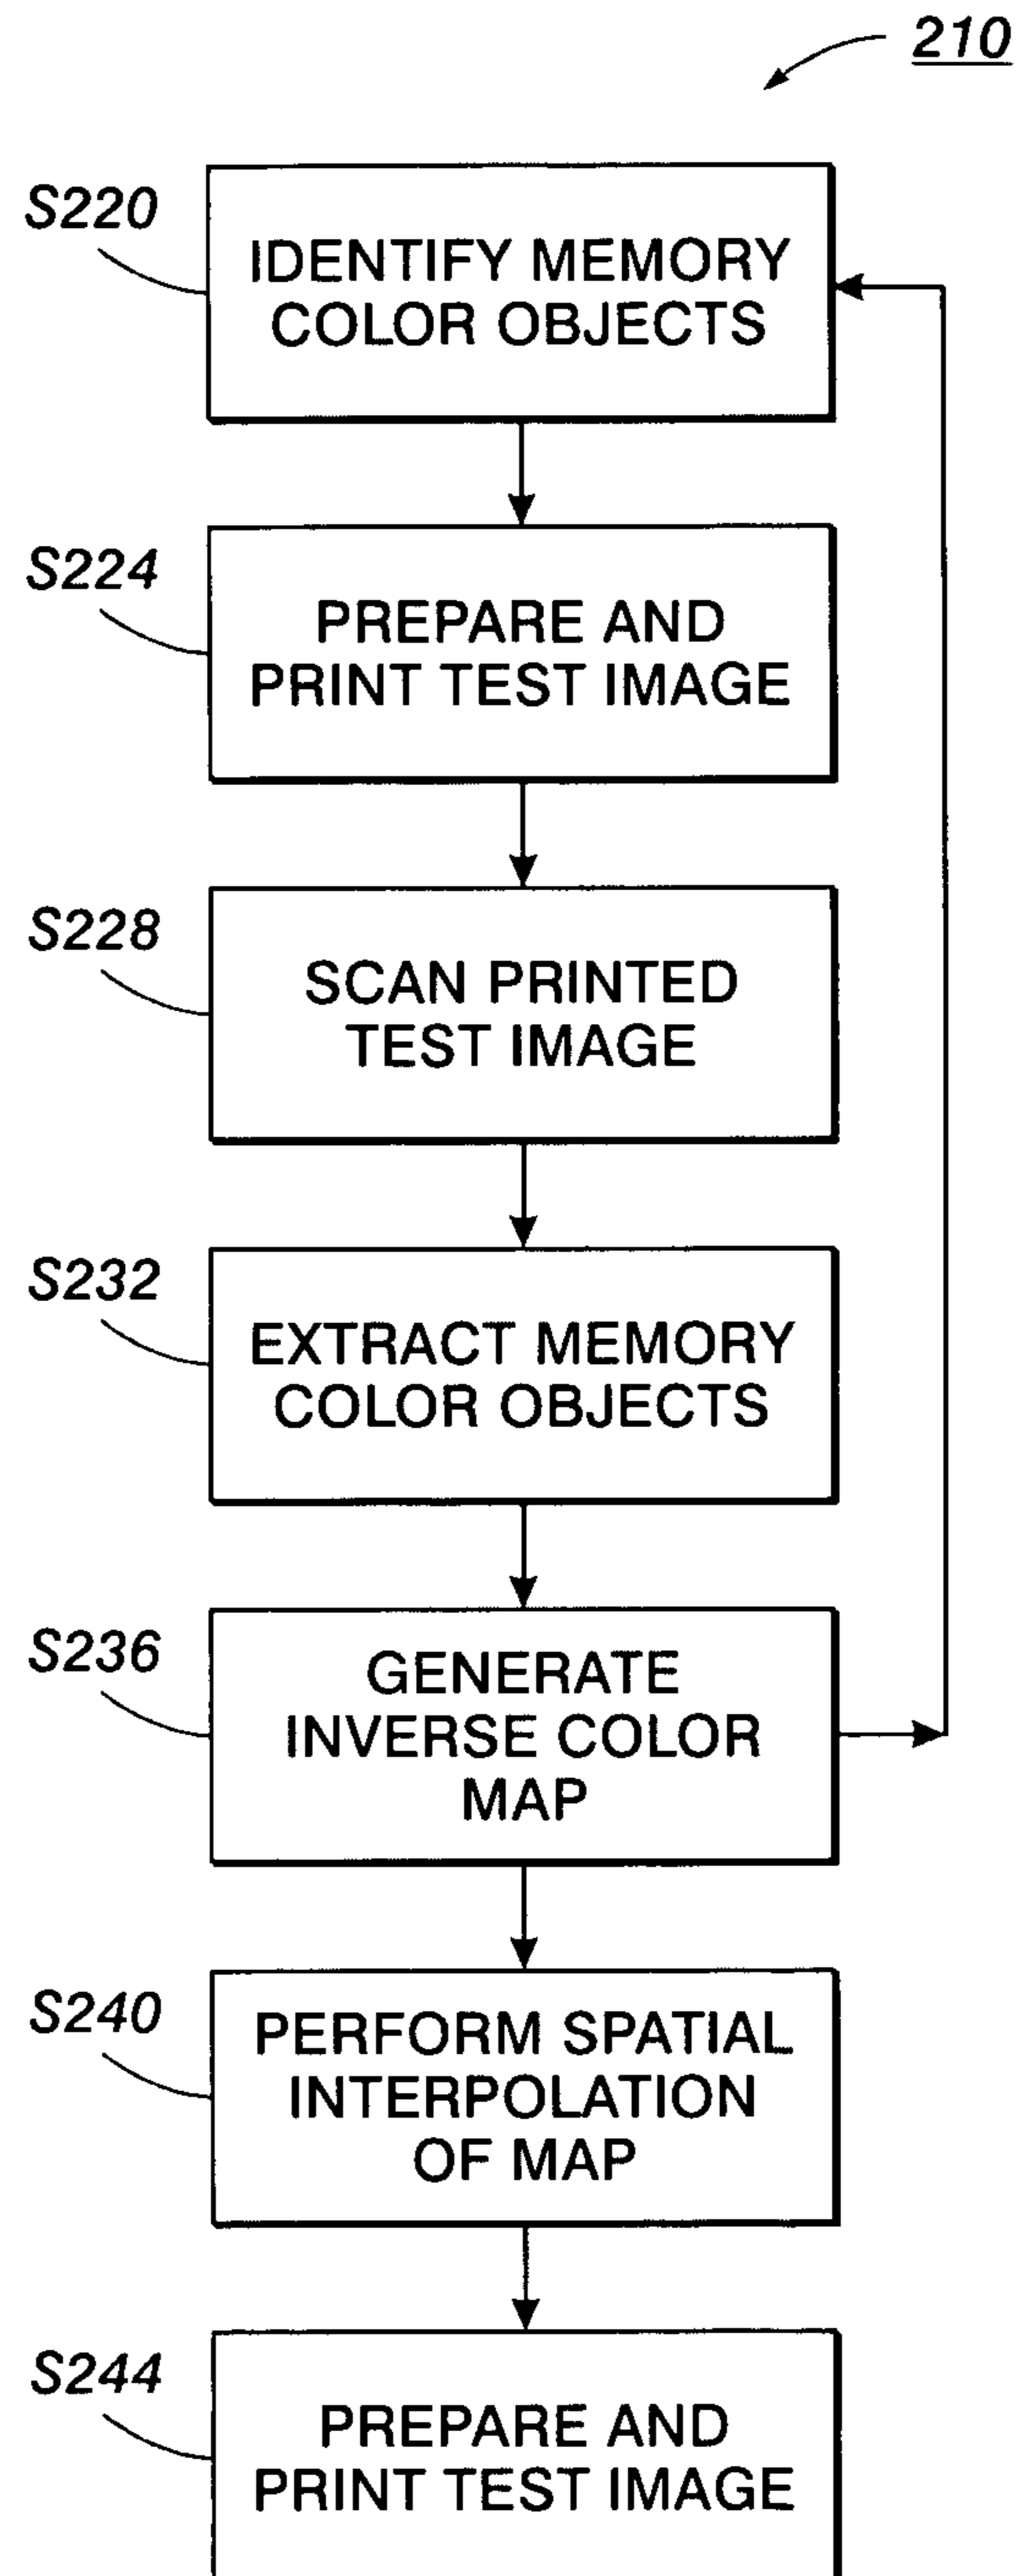 210
S220
IDENTIFY MEMORY
COLOR OBJECTS
S224
PREPARE AND
PRINT TEST IMAGE
S228
SCAN PRINTED
TEST IMAGE
S232
EXTRACT MEMORY
COLOR OBJECTS
S236
GENERATE
INVERSE COLOR
MAP
S240
PERFORM SPATIAL
INTERPOLATION
OF MAP
S244
PREPARE AND
PRINT TEST IMAGE